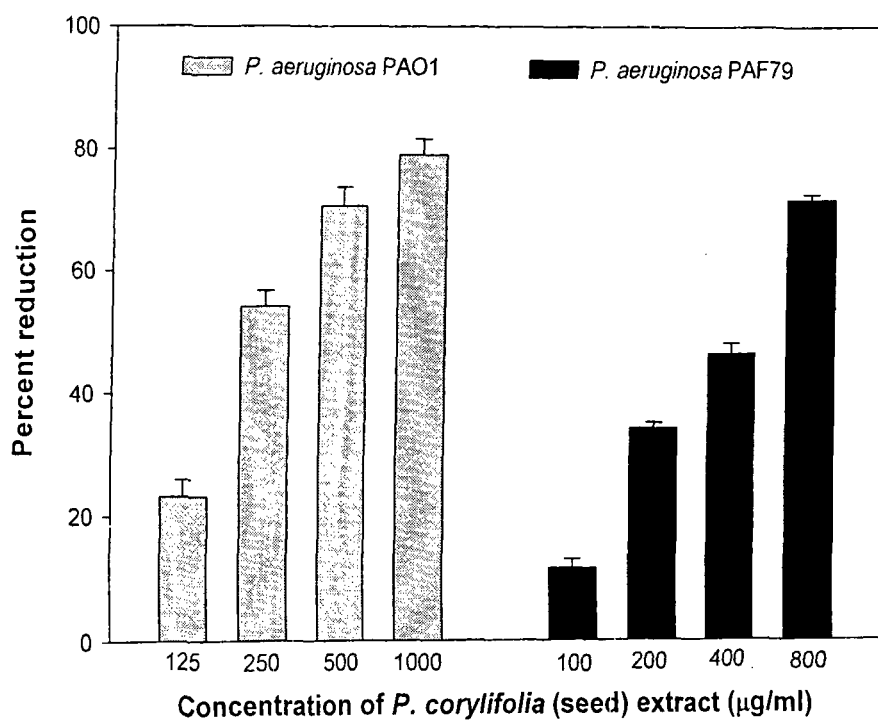 100
80
60
40
20
0
Percent reduction
P. aeruginosa PAO1
P. aeruginosa PAF79
125 250 500 1000 100 200 400 800
Concentration of P. corylifolia (seed) extract (µg/ml)